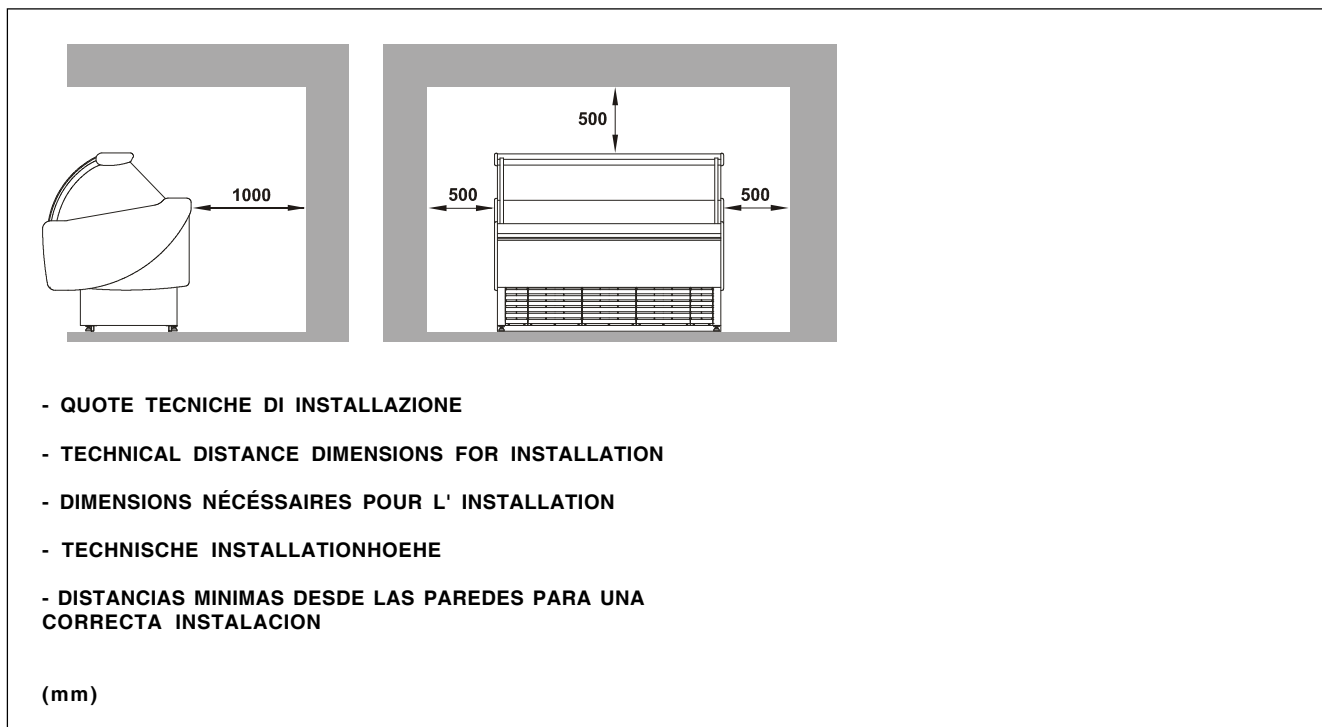 500
1000
500
500
- QUOTE TECNICHE DI INSTALLAZIONE
- TECHNICAL DISTANCE DIMENSIONS FOR INSTALLATION
- DIMENSIONS NÉCÉSSAIRES POUR L' INSTALLATION
- TECHNISCHE INSTALLATIONHOEHE
- DISTANCIAS MINIMAS DESDE LAS PAREDES PARA UNA
CORRECTA INSTALACION
(mm)